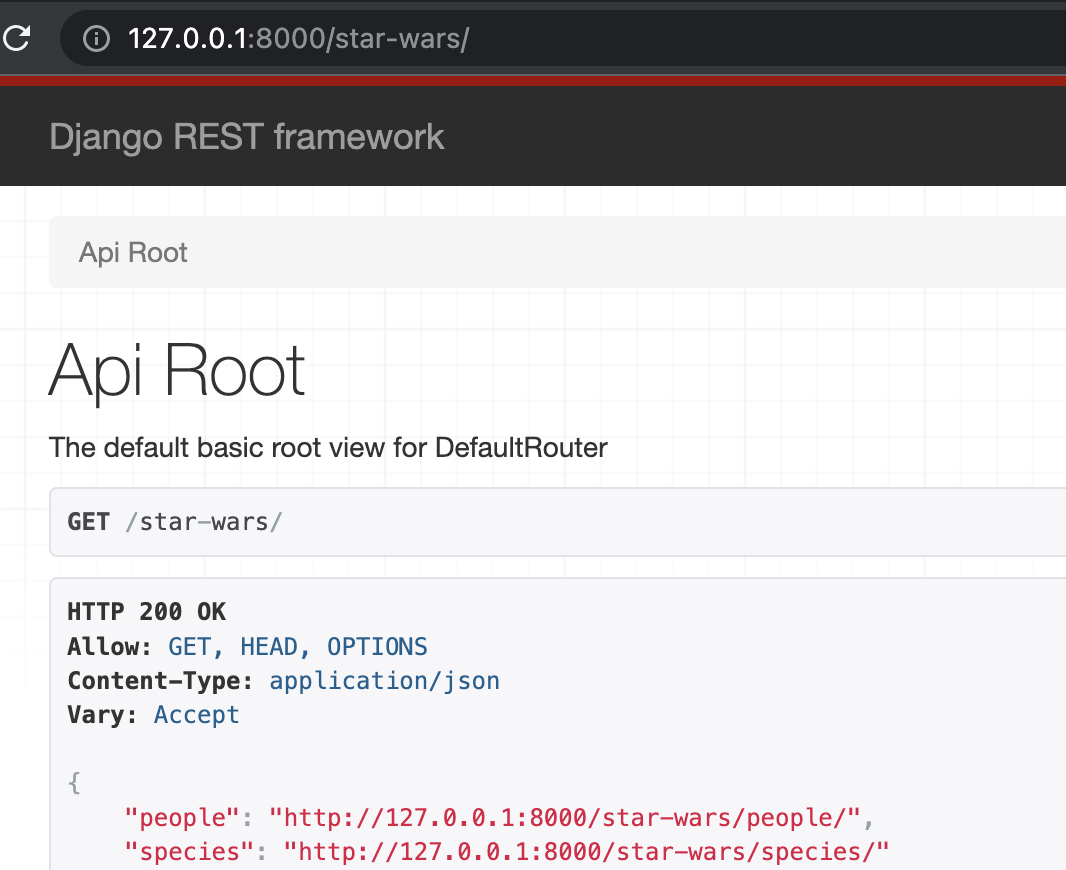 127.0.0.1:8000/star-wars/
Django REST framework
Api Root
Api Root
The default basic root view for DefaultRouter
GET /star-wars/
HTTP 200 OK
Allow: GET, HEAD, OPTIONS
Content-Type: application/json
Vary: Accept
{
"people": "http://127.0.0.1:8000/star-wars/people/",
"species": "http://127.0.0.1:8000/star-wars/species/"